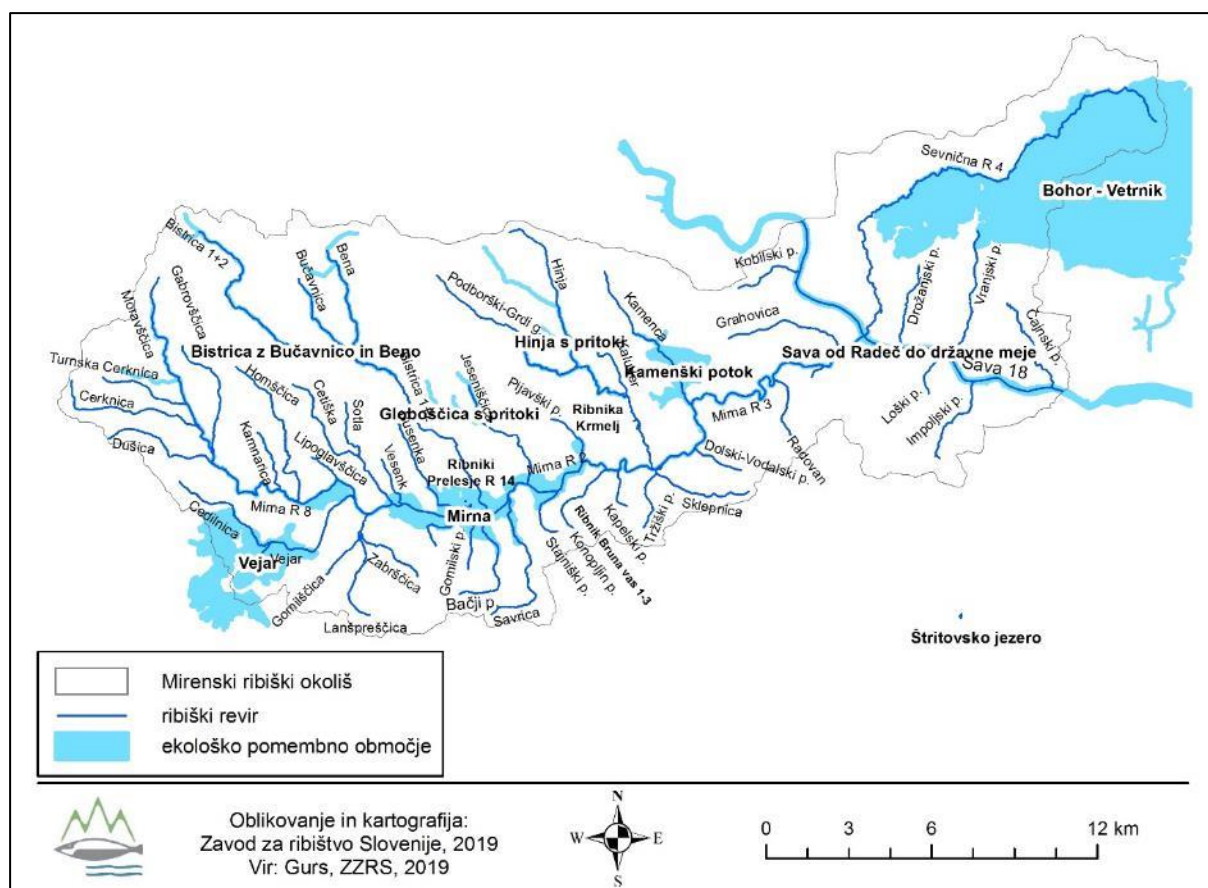 Sevnična R 4
Bohor - Vetrnik
Bistrica 1+2
Bena
Bučavnica
Hinja
Kobilski p.
Drožanjski p.
Vranjski p.
Gabrovščica
Moravščica
Podborški-Grdi g.
Kamenca
Grahovica
Čajnski p.
Bistrica z Bučavnico in Beno
Hinja s pritoki
Kamenški potok
Sava od Radeč do državne meje
Sava 18
Turnska Cerknica
Cerknica
Homščica
Cetiška
Sotla
Jeseniščica
Pijavški p.
Globoščica s pritoki
Ribnika
Krmelj
Mirna R 3
Loški p.
Impoljski p.
Radovan
Dušica
Kamnarica
Lipoglavščica
Vesenk
Ribniki
Prelesje R 14
Mirna R 2
Dolski-Vodalski p.
Sklepnica
Mirna R 8
Mirna
Cedilnica
Vejar
Vejar
Gomilščica
Zabrščica
Lanšpreščica
Gomilski p.
Bačji p.
Savrica
Stajniški p.
Konopljin p.
Ribnik Bruna vas 1-3
Kapelski p.
Tržiški p.
Štritovsko jezero
Mirenski ribiški okoliš
ribiški revir
ekološko pomembno območje
Oblikovanje in kartografija:
Zavod za ribištvo Slovenije, 2019
Vir: Gurs, ZZRS, 2019
N
W E
S
0 3 6 12 km